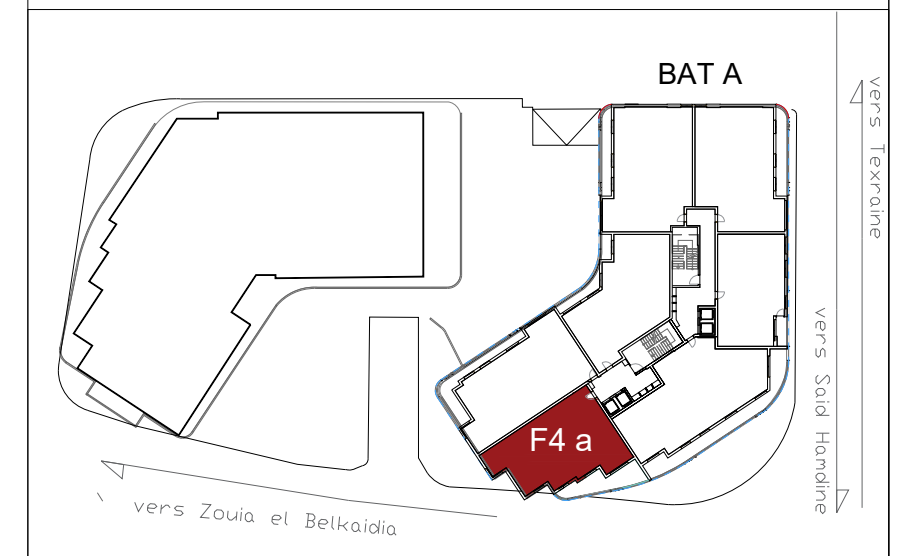 BAT A
vers Texraine
F4 a
vers Said Hamdine
vers Zouia el Belkaidia